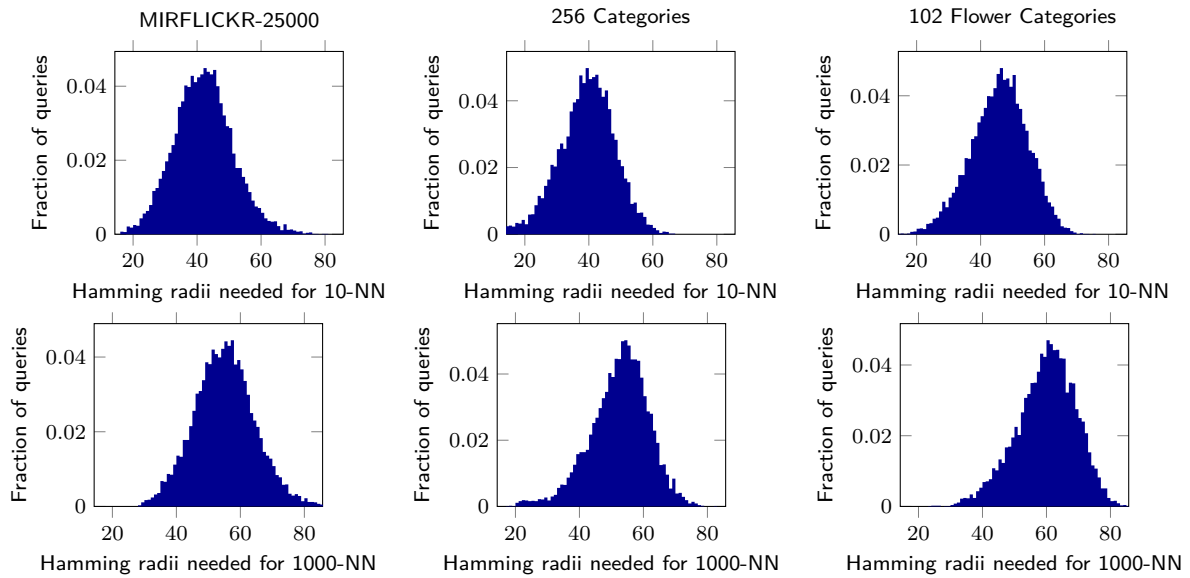 MIRFLICKR-25000
256 Categories
102 Flower Categories
Fraction of queries
0.04
0.02
0
20 40 60 80
Hamming radii needed for 10-NN
Fraction of queries
0.04
0.02
0
20 40 60 80
Hamming radii needed for 10-NN
Fraction of queries
0.04
0.02
0
20 40 60 80
Hamming radii needed for 10-NN
Fraction of queries
0.04
0.02
0
20 40 60 80
Hamming radii needed for 1000-NN
Fraction of queries
0.04
0.02
0
20 40 60 80
Hamming radii needed for 1000-NN
Fraction of queries
0.04
0.02
0
20 40 60 80
Hamming radii needed for 1000-NN